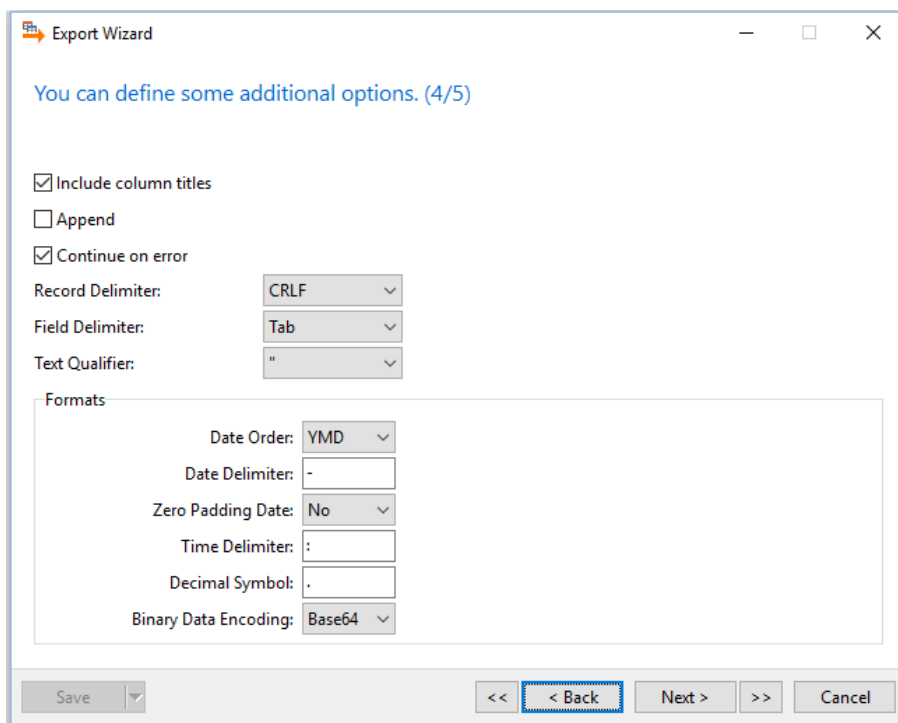 Export Wizard
You can define some additional options. (4/5)
Include column titles
Append
Continue on error
Record Delimiter: CRLF
Field Delimiter: Tab
Text Qualifier: "
Formats
Date Order: YMD
Date Delimiter: -
Zero Padding Date: No
Time Delimiter: :
Decimal Symbol: .
Binary Data Encoding: Base64
Save << < Back Next > >> Cancel